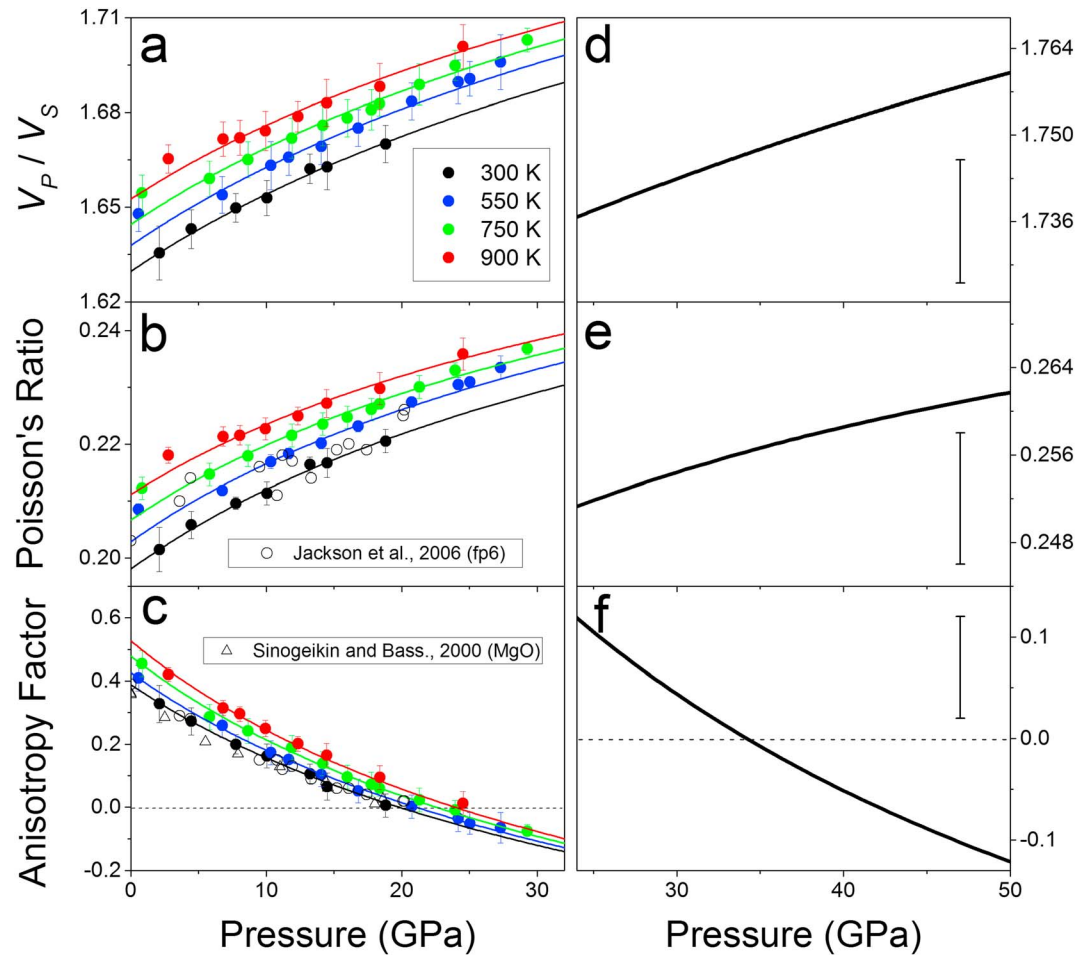 a
1.71
1.68
1.65
1.62
V_P / V_S
300 K
550 K
750 K
900 K
d
1.764
1.750
1.736
b
0.24
0.22
0.20
Poisson's Ratio
Jackson et al., 2006 (fp6)
e
0.264
0.256
0.248
c
0.6
0.4
0.2
0.0
-0.2
Anisotropy Factor
Sinogeikin and Bass., 2000 (MgO)
f
0.1
0.0
-0.1
0 10 20 30
30 40 50
Pressure (GPa) Pressure (GPa)